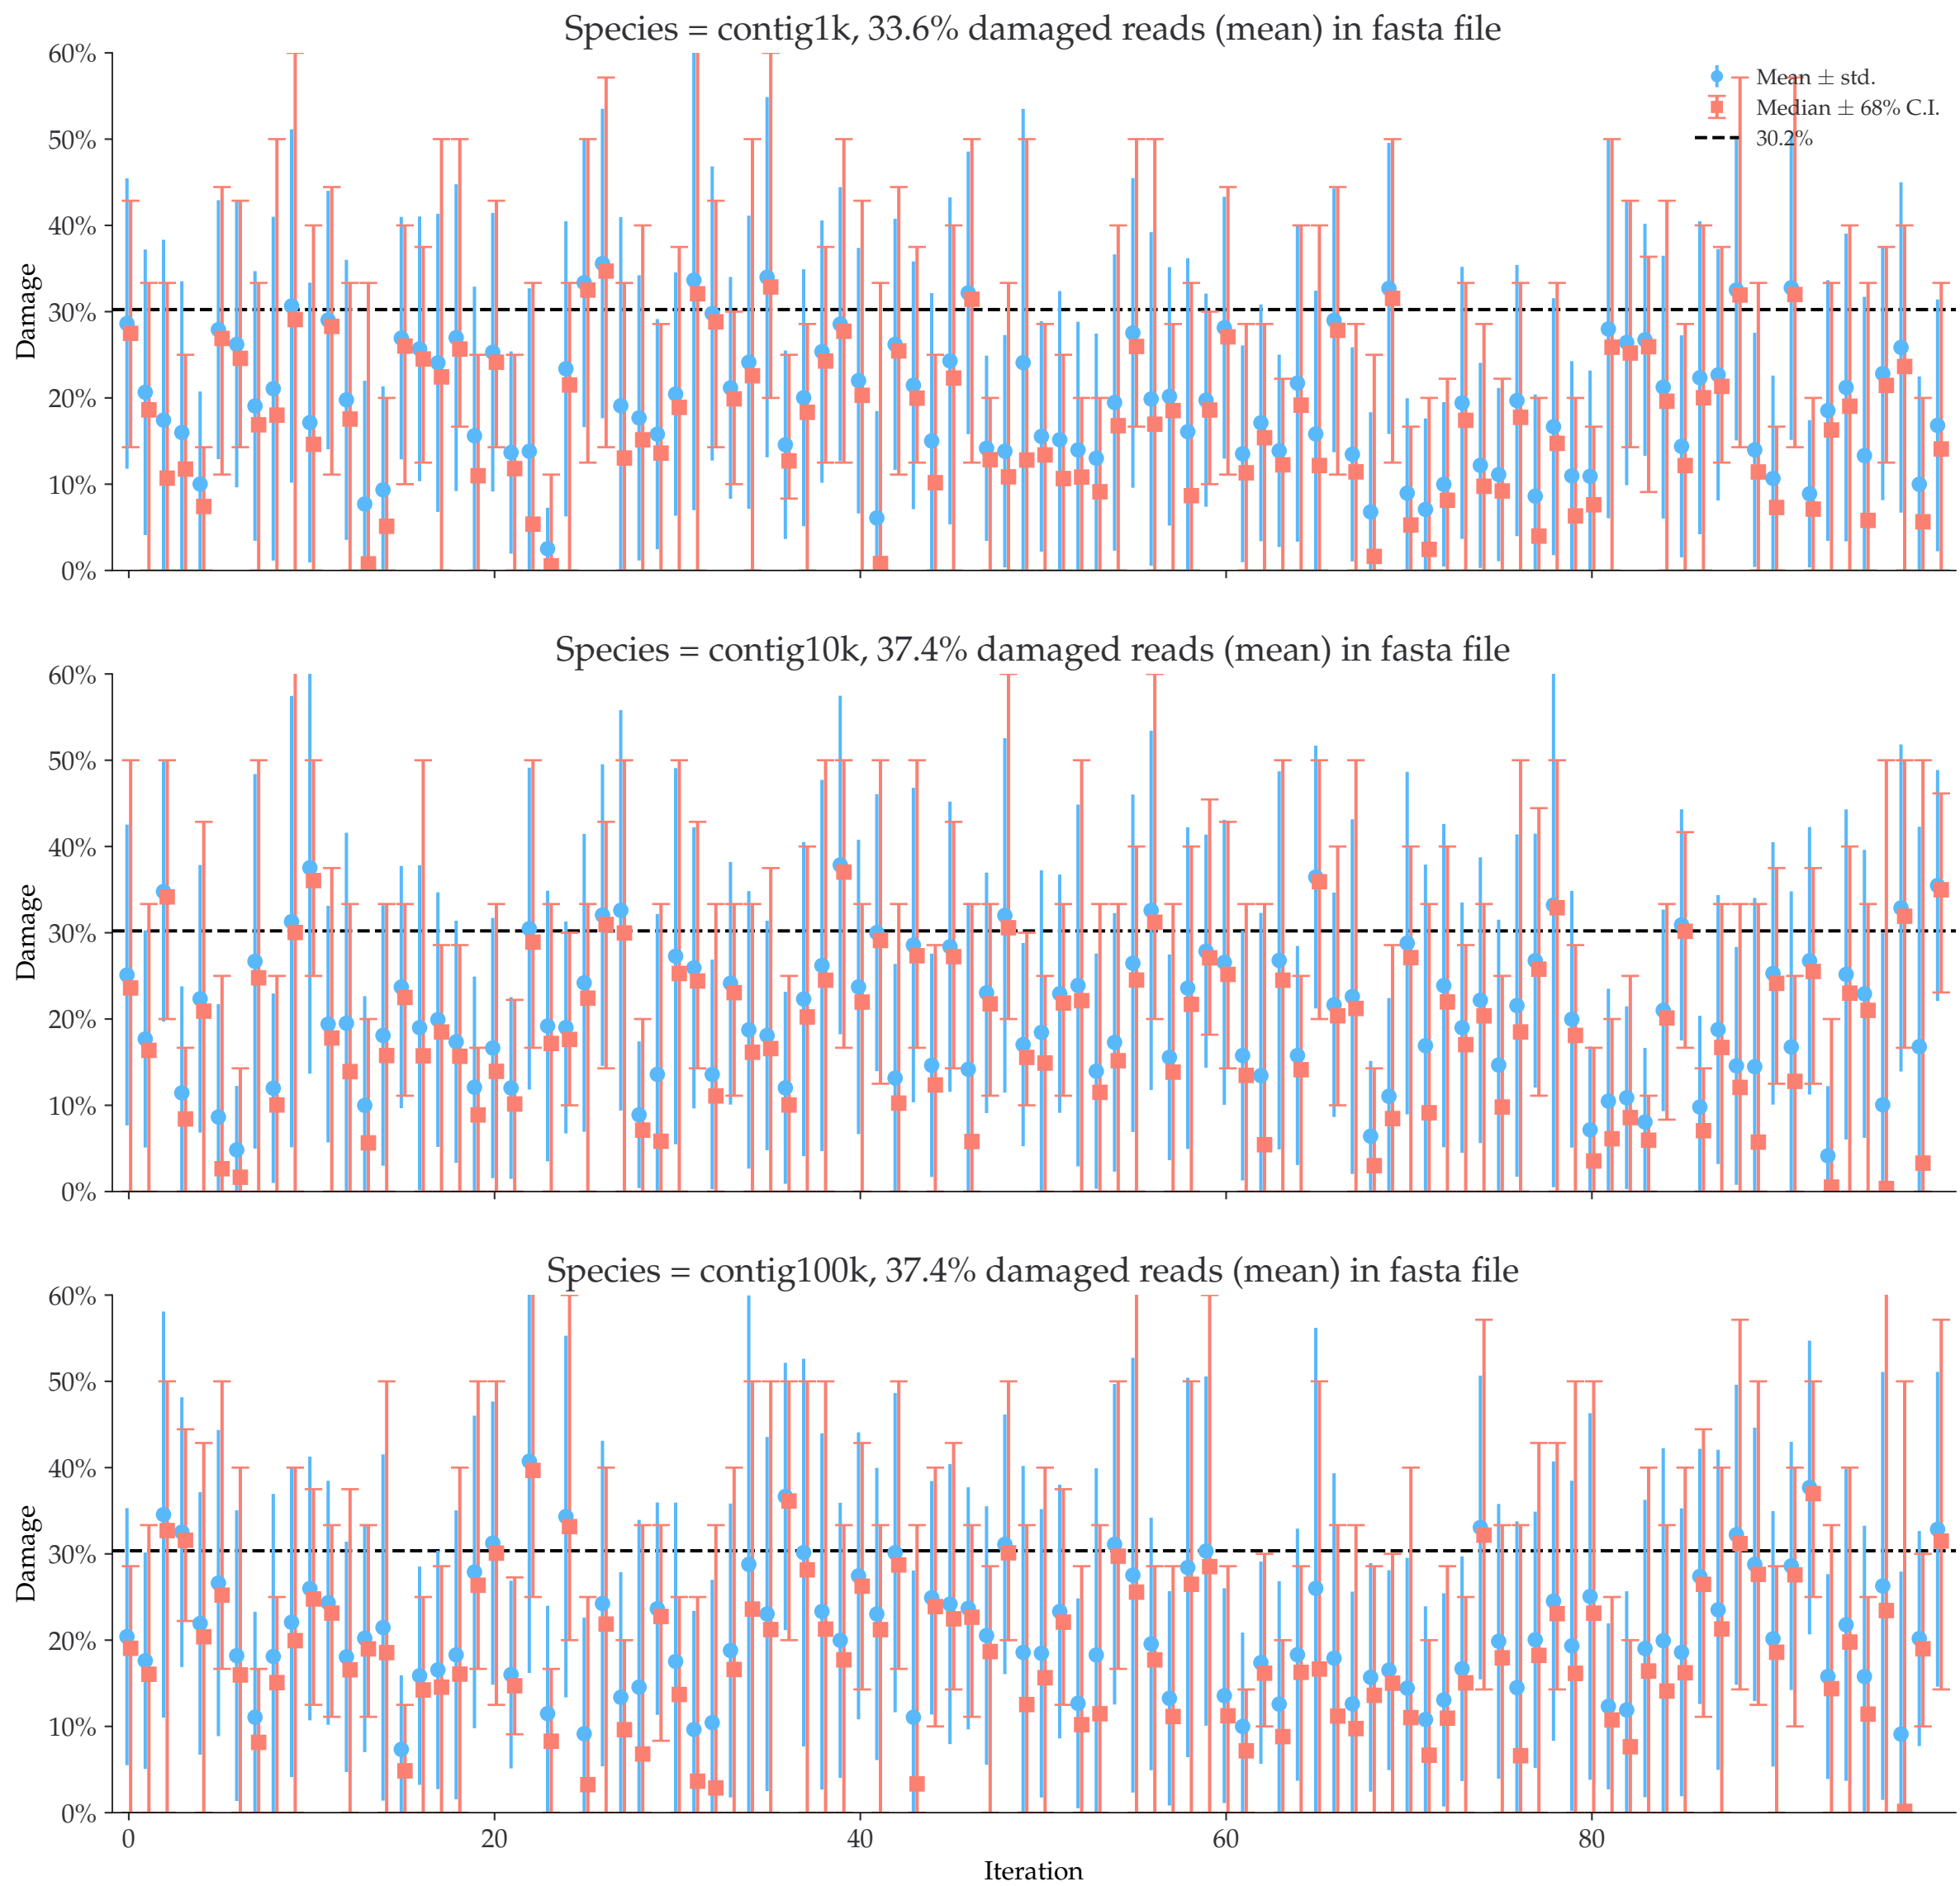 Species = contig1k, 33.6% damaged reads (mean) in fasta file
60%
50%
40%
30%
20%
10%
0%
Damage
Mean ± std.
Median ± 68% C.I.
30.2%
Species = contig10k, 37.4% damaged reads (mean) in fasta file
60%
50%
40%
30%
20%
10%
0%
Damage
Species = contig100k, 37.4% damaged reads (mean) in fasta file
60%
50%
40%
30%
20%
10%
0%
Damage
0 20 40 60 80
Iteration